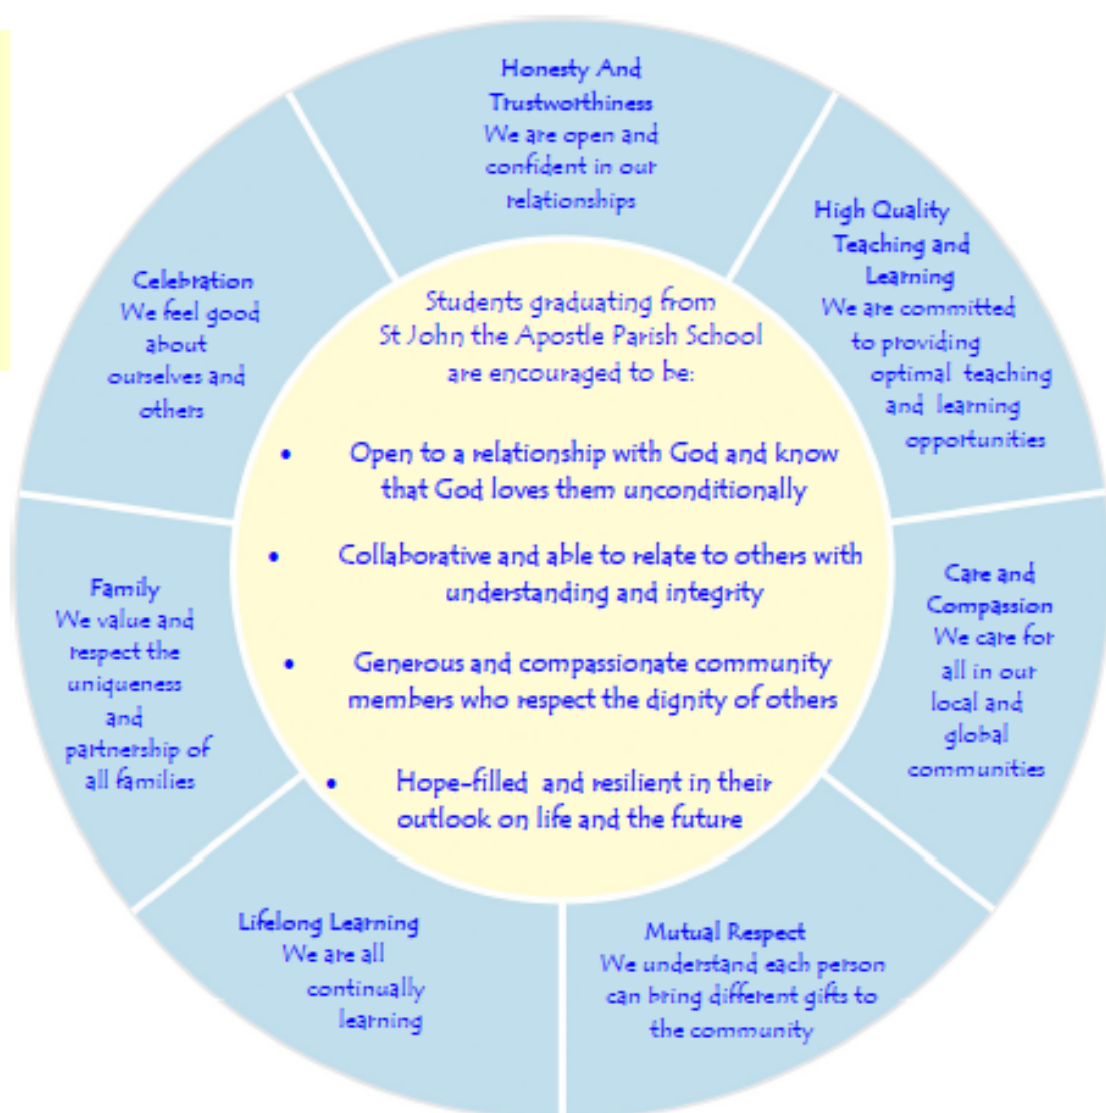 Honesty And
Trustworthiness
We are open and
confident in our
relationships
High Quality
Teaching and
Learning
We are committed
to providing
optimal teaching
and learning
opportunities
Care and
Compassion
We care for
all in our
local and
global
communities
Mutual Respect
We understand each person
can bring different gifts to
the community
Lifelong Learning
We are all
continually
learning
Family
We value and
respect the
uniqueness
and
partnership of
all families
Celebration
We feel good
about
ourselves and
others
Students graduating from
St John the Apostle Parish School
are encouraged to be:
• Open to a relationship with God and know
that God loves them unconditionally
• Collaborative and able to relate to others with
understanding and integrity
• Generous and compassionate community
members who respect the dignity of others
• Hope-filled and resilient in their
outlook on life and the future